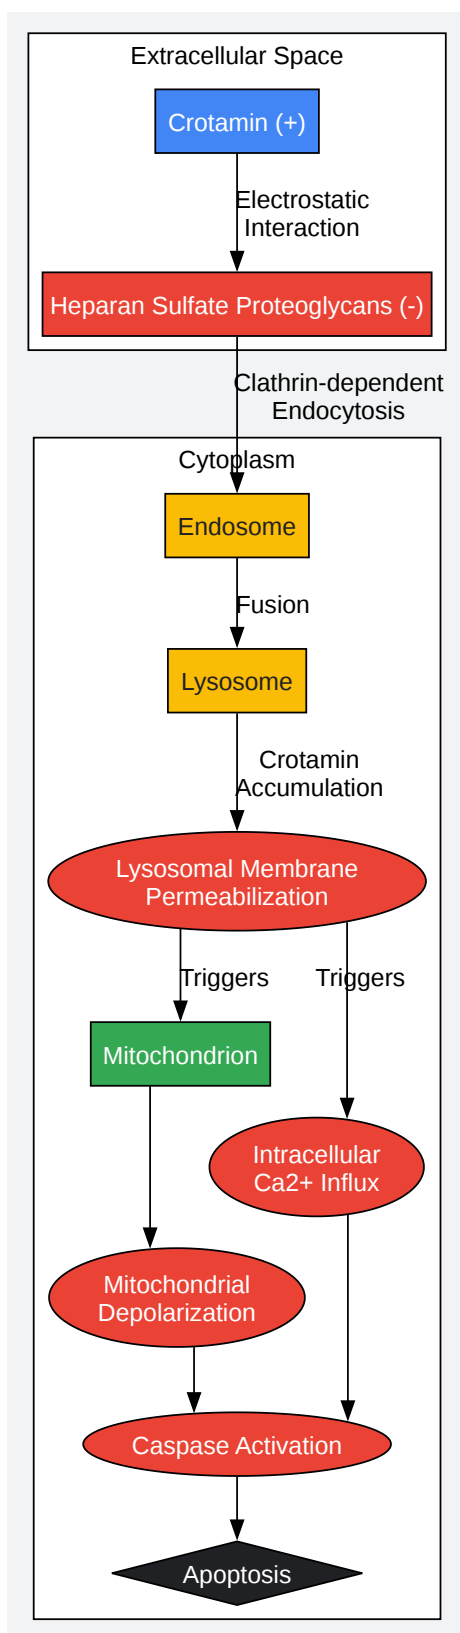 Extracellular Space
Crotamin (+)
Electrostatic
Interaction
Heparan Sulfate Proteoglycans (-)
Clathrin-dependent
Endocytosis
Cytoplasm
Endosome
Fusion
Lysosome
Crotamin
Accumulation
Lysosomal Membrane
Permeabilization
Triggers
Triggers
Mitochondrion
Intracellular
Ca2+ Influx
Mitochondrial
Depolarization
Caspase Activation
Apoptosis